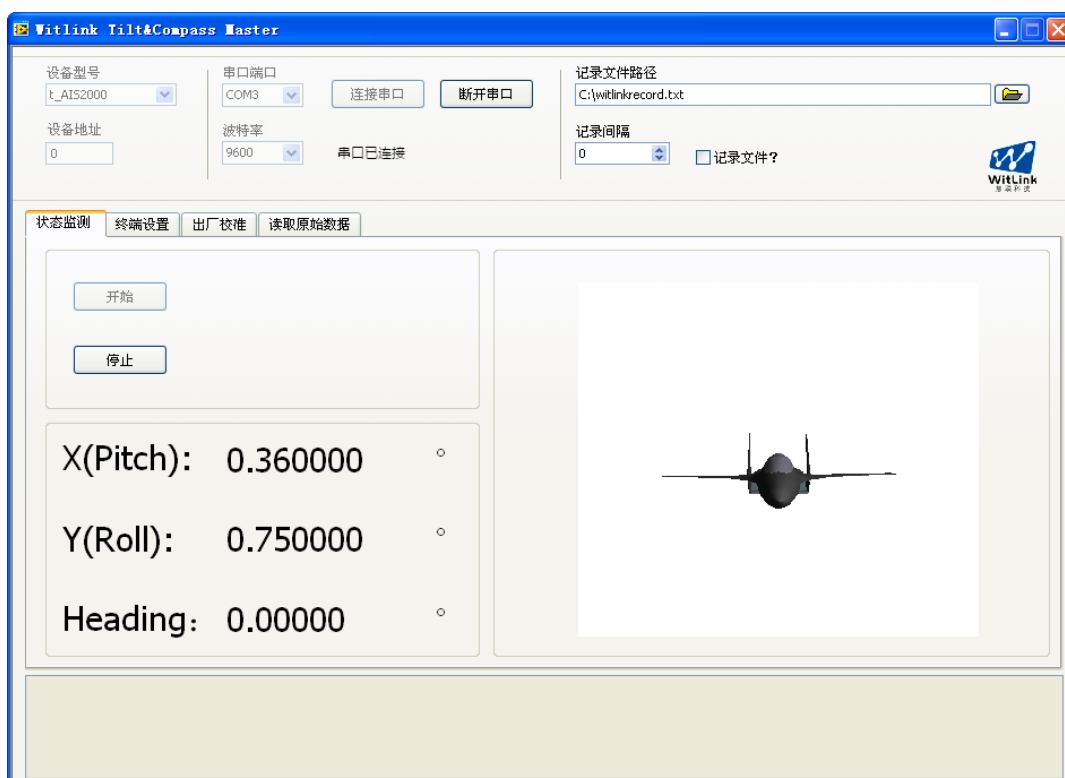 Witlink Tilt&Compass Master
设备型号
t_AIS2000
设备地址
0
串口端口
COM3
连接串口
断开串口
波特率
9600
串口已连接
记录文件路径
C:\witlinkrecord.txt
记录间隔
0
记录文件?
WitLink
慧联科技
状态监测 终端设置 出厂校准 读取原始数据
开始
停止
X(Pitch): 0.360000 °
Y(Roll): 0.750000 °
Heading: 0.00000 °